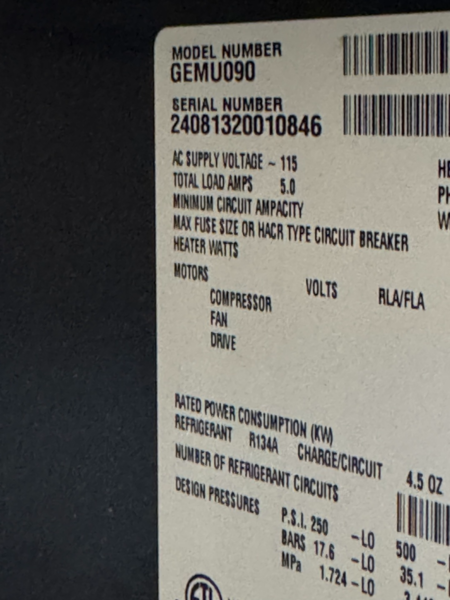 MODEL NUMBER
GEMU090
SERIAL NUMBER
24081320010846
AC SUPPLY VOLTAGE ~ 115
TOTAL LOAD AMPS 5.0
MINIMUM CIRCUIT AMPACITY
MAX FUSE SIZE OR HACR TYPE CIRCUIT BREAKER
HEATER WATTS
MOTORS VOLTS RLA/FLA
COMPRESSOR
FAN
DRIVE
RATED POWER CONSUMPTION (KW)
REFRIGERANT R134A CHARGE/CIRCUIT 4.5 OZ
NUMBER OF REFRIGERANT CIRCUITS
DESIGN PRESSURES P.S.I. 250 –LO 500
BARS 17.6 –LO 35.1
MPa 1.724 –LO